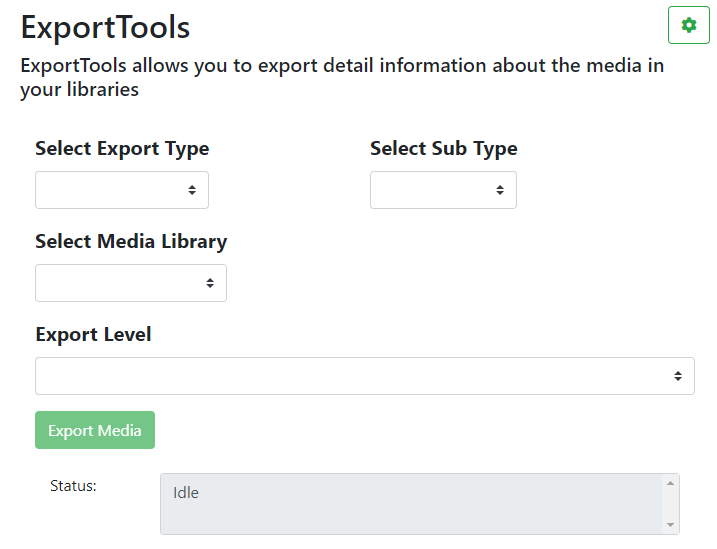 ExportTools
ExportTools allows you to export detail information about the media in
your libraries
Select Export Type
Select Sub Type
Select Media Library
Export Level
Export Media
Status:
Idle